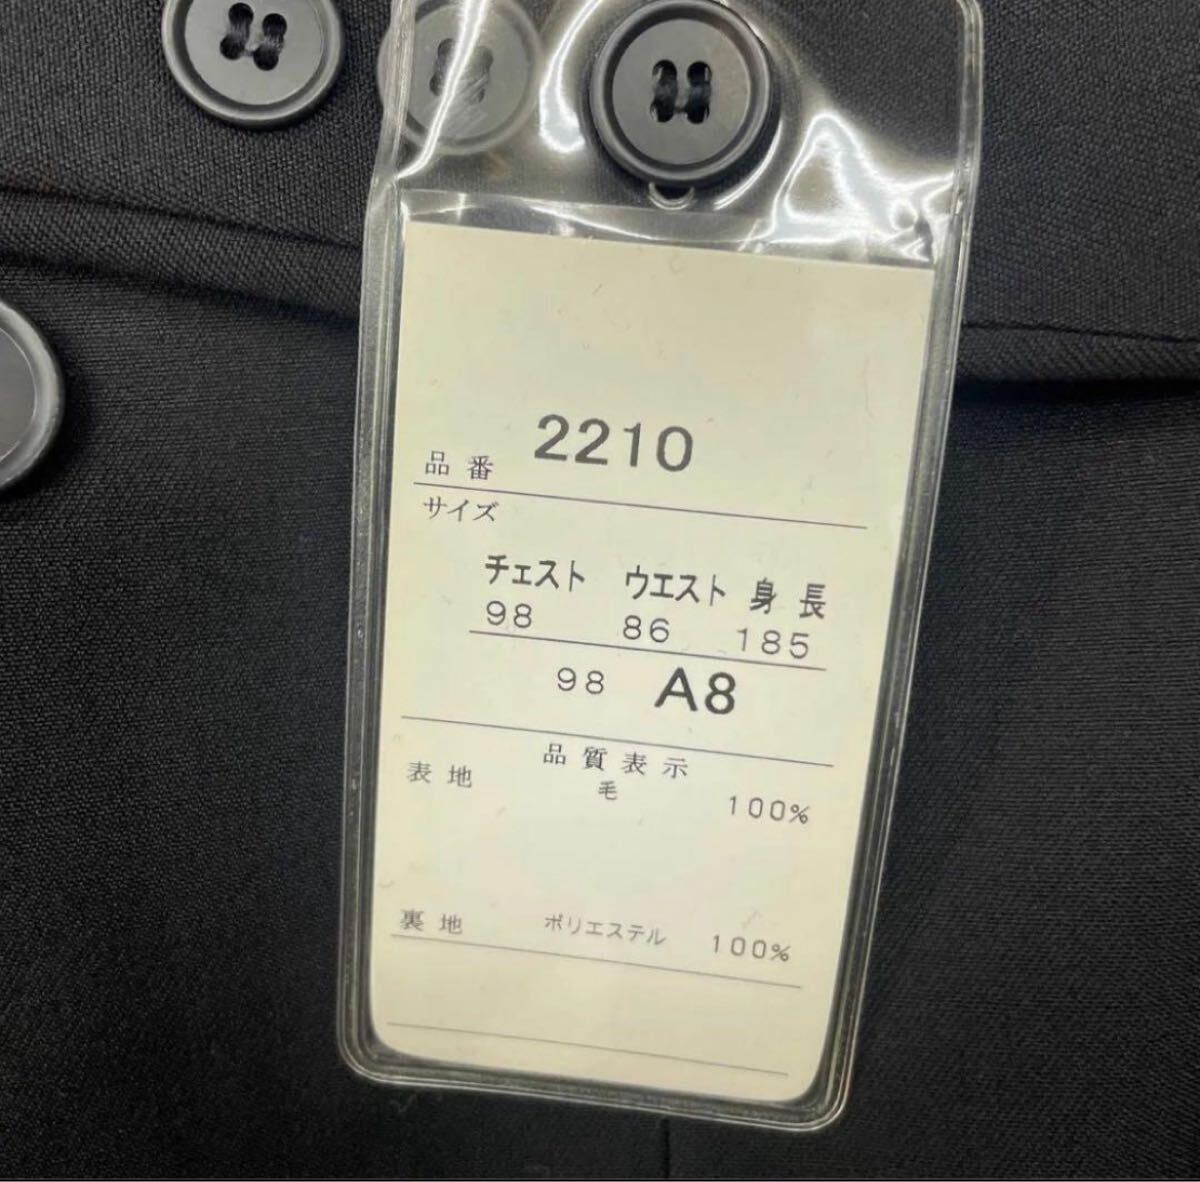 品番 2210
サイズ
チェスト ウエスト 身長
98 86 185
98 A8
品質表示
表地 毛 100%
裏地 ポリエステル 100%